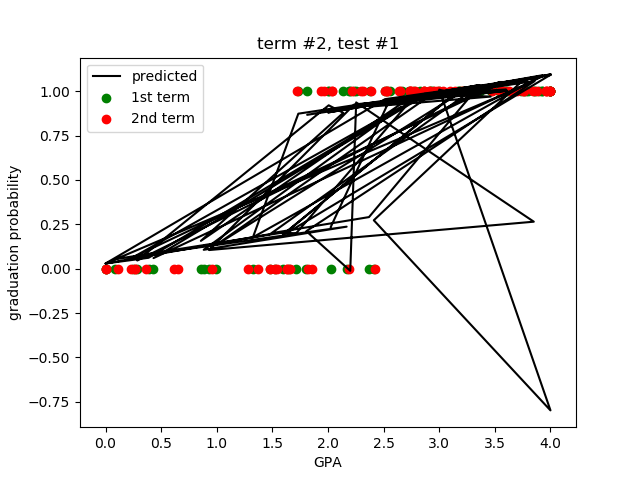 term #2, test #1
predicted
1st term
2nd term
graduation probability
1.00
0.75
0.50
0.25
0.00
−0.25
−0.50
−0.75
0.0 0.5 1.0 1.5 2.0 2.5 3.0 3.5 4.0
GPA